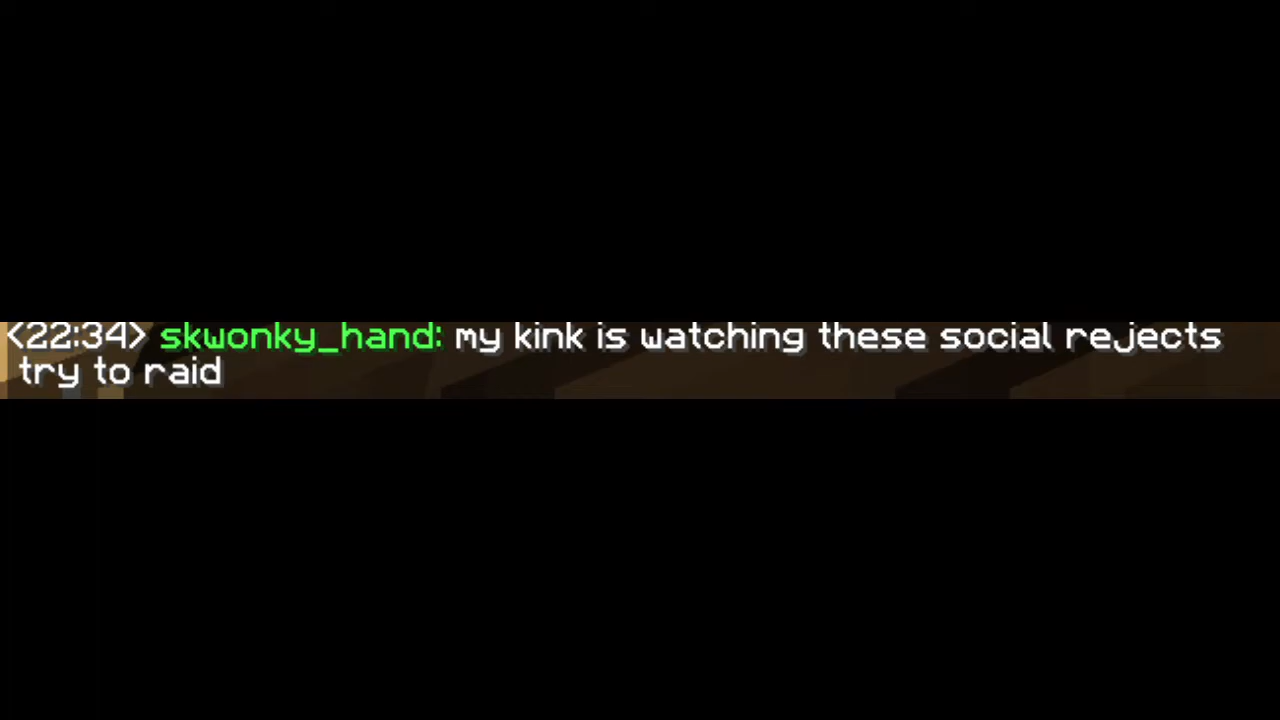 <22:34> skwonky_hand: my kink is watching these social rejects
try to raid